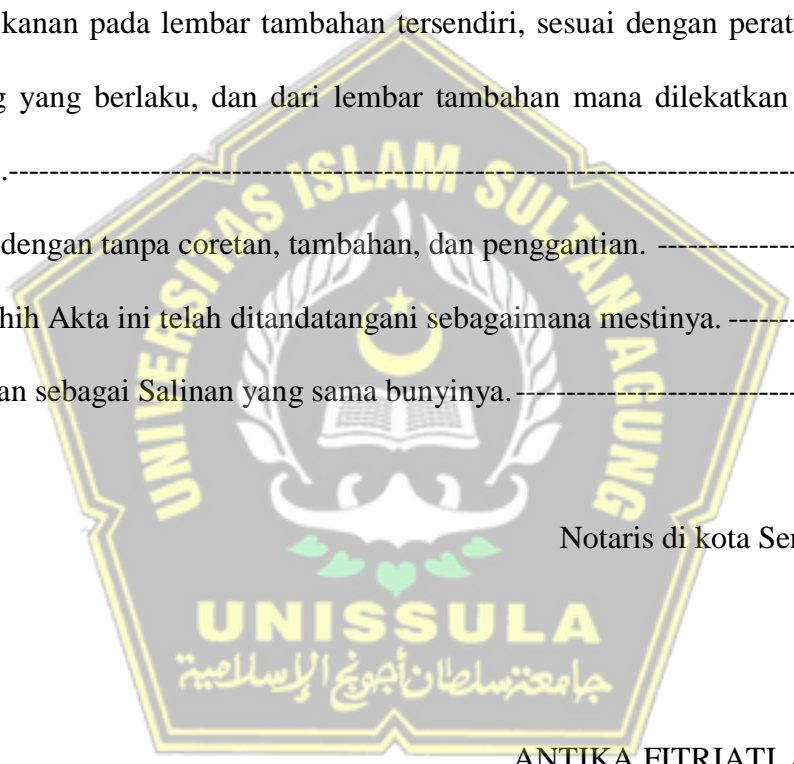 kanan pada lembar tambahan tersendiri, sesuai dengan perat
yang berlaku, dan dari lembar tambahan mana dilekatkan
.------------------------------------------------------------------------------
dengan tanpa coretan, tambahan, dan penggantian. --------------
hih Akta ini telah ditandatangani sebagaimana mestinya. -------
an sebagai Salinan yang sama bunyinya. ----------------------------
Notaris di kota Ser
ANTIKA FITRIATI
UNIVERSITAS ISLAM SULTAN AGUNG
UNISSULA
جامعة سلطان أجونج الإسلامية